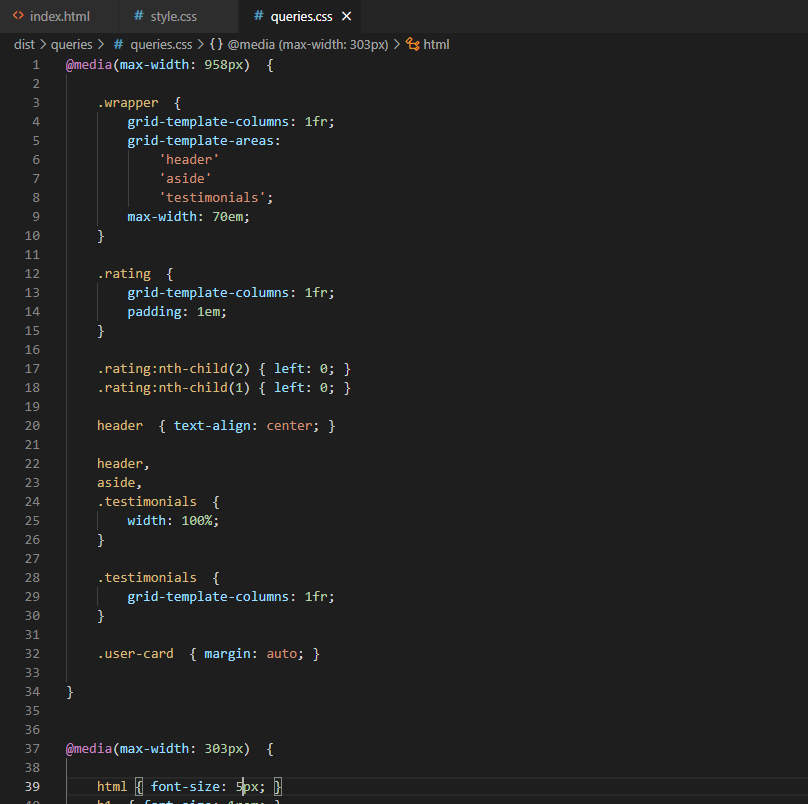 index.html # style.css # queries.css
dist > queries > # queries.css > {} @media (max-width: 303px) > html
1 @media(max-width: 958px)  {
2
3     .wrapper  {
4         grid-template-columns: 1fr;
5         grid-template-areas:
6             'header'
7             'aside'
8             'testimonials';
9         max-width: 70em;
10     }
11
12     .rating  {
13         grid-template-columns: 1fr;
14         padding: 1em;
15     }
16
17     .rating:nth-child(2) { left: 0; }
18     .rating:nth-child(1) { left: 0; }
19
20     header  { text-align: center; }
21
22     header,
23     aside,
24     .testimonials  {
25         width: 100%;
26     }
27
28     .testimonials  {
29         grid-template-columns: 1fr;
30     }
31
32     .user-card  { margin: auto; }
33
34 }
35
36
37 @media(max-width: 303px)  {
38
39     html { font-size: 5px; }